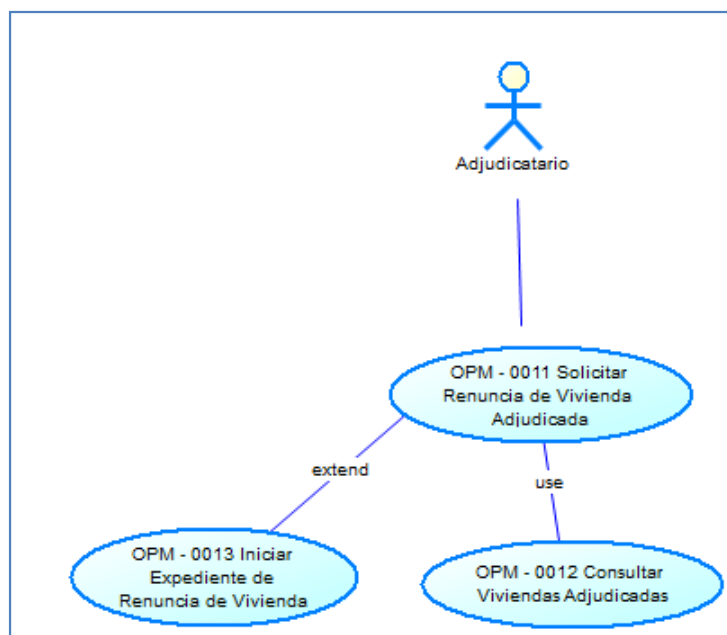 Adjudicatario
OPM - 0011 Solicitar
Renuncia de Vivienda
Adjudicada
extend
use
OPM - 0013 Iniciar
Expediente de
Renuncia de Vivienda
OPM - 0012 Consultar
Viviendas Adjudicadas